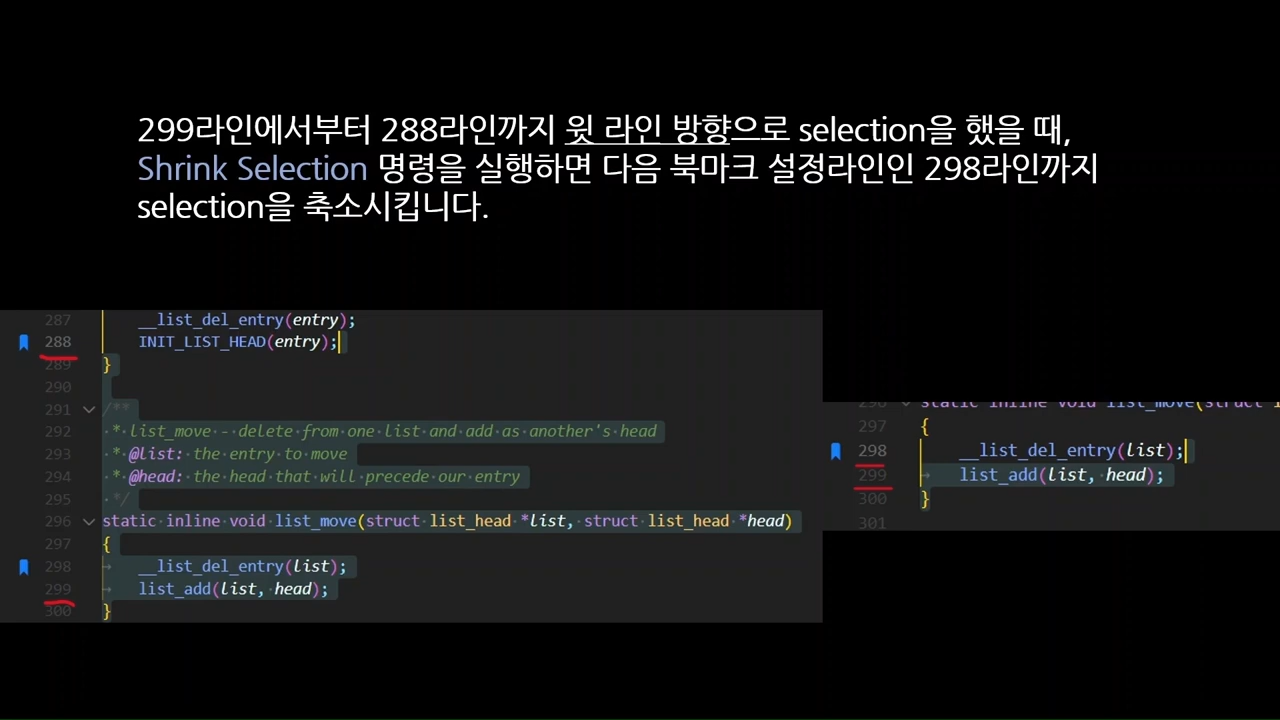 299라인에서부터 288라인까지 윗 라인 방향으로 selection을 했을 때,
Shrink Selection 명령을 실행하면 다음 북마크 설정라인인 298라인까지
selection을 축소시킵니다.
287 __list_del_entry(entry);
288 INIT_LIST_HEAD(entry);
289 }
290
291 /**
292 * list_move - delete from one list and add as another's head
293 * @list: the entry to move
294 * @head: the head that will precede our entry
295 */
296 static inline void list_move(struct list_head *list, struct list_head *head)
297 {
298 __list_del_entry(list);
299 list_add(list, head);
300 }
296 static inline void list_move(struct
297 {
298 __list_del_entry(list);
299 list_add(list, head);
300 }
301